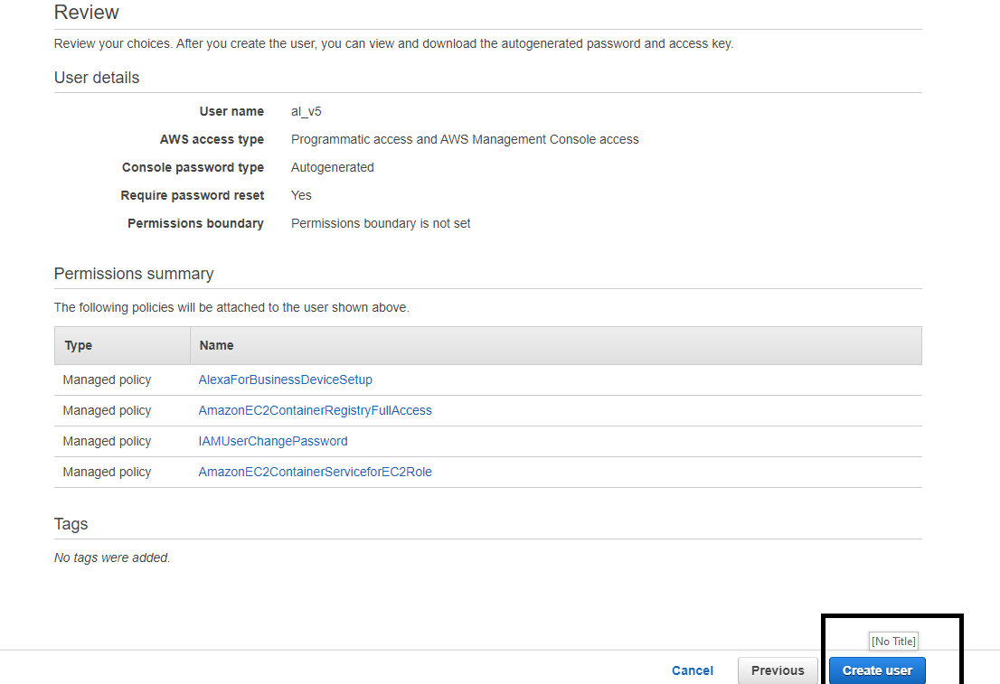 Review
Review your choices. After you create the user, you can view and download the autogenerated password and access key.
User details
User name al_v5
AWS access type Programmatic access and AWS Management Console access
Console password type Autogenerated
Require password reset Yes
Permissions boundary Permissions boundary is not set
Permissions summary
The following policies will be attached to the user shown above.
Type Name
Managed policy AlexaForBusinessDeviceSetup
Managed policy AmazonEC2ContainerRegistryFullAccess
Managed policy IAMUserChangePassword
Managed policy AmazonEC2ContainerServiceforEC2Role
Tags
No tags were added.
[No Title]
Cancel Previous Create user